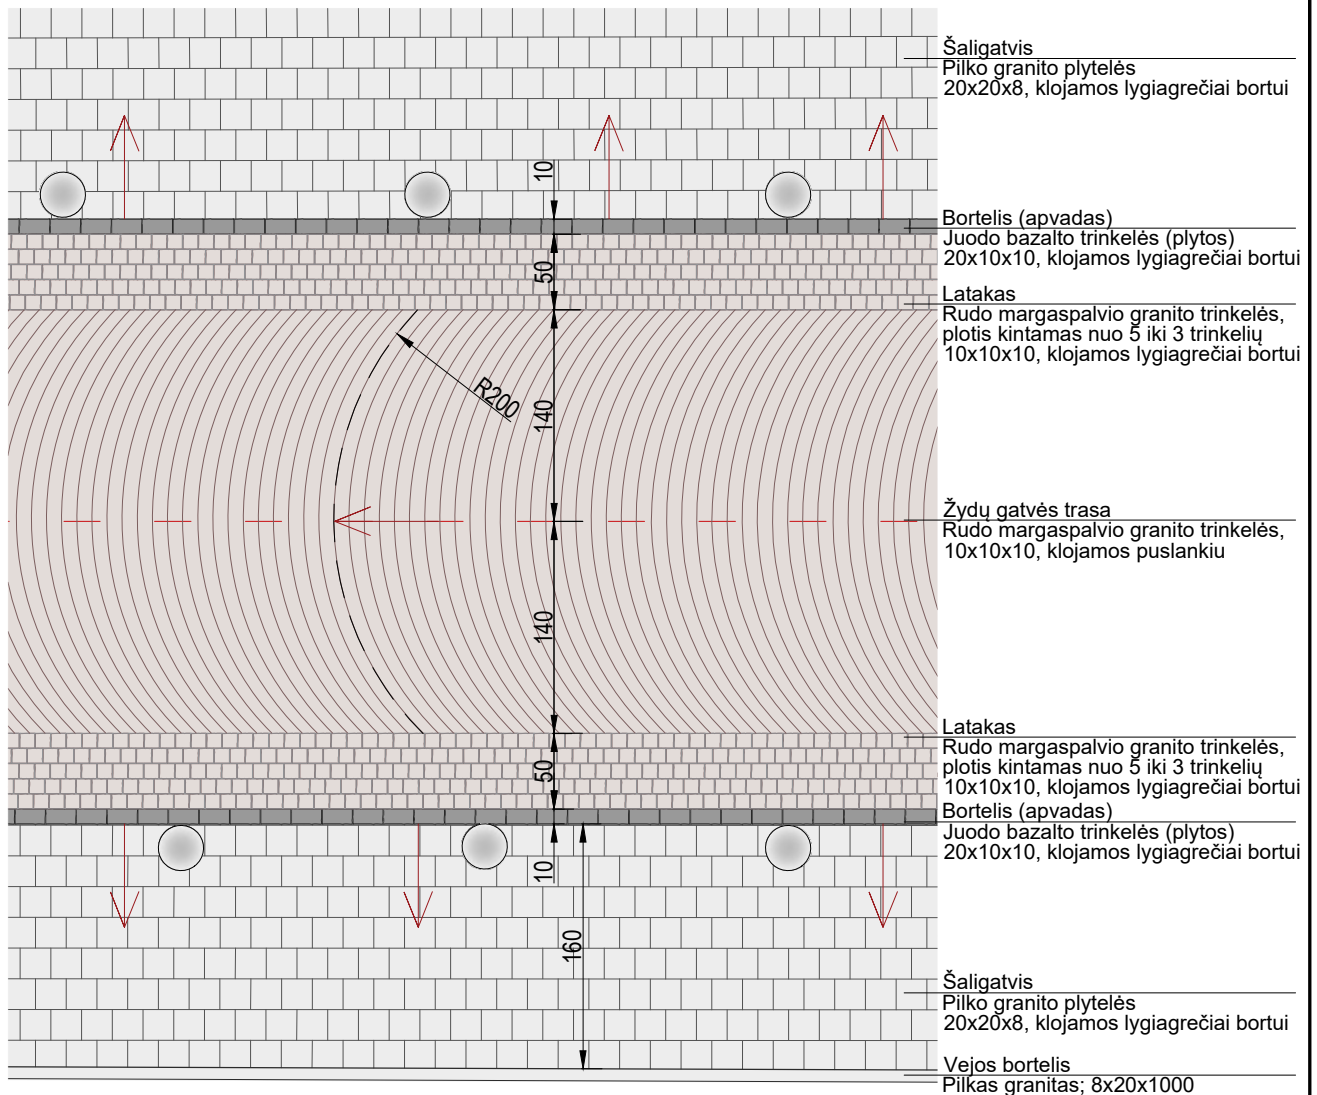 Šaligatvis
Pilko granito plytelės
20x20x8, klojamos lygiagrečiai bortui
10
Bortelis (apvadas)
Juodo bazalto trinkelės (plytos)
20x10x10, klojamos lygiagrečiai bortui
50
Latakas
Rudo margaspalvio granito trinkelės,
plotis kintamas nuo 5 iki 3 trinkelių
10x10x10, klojamos lygiagrečiai bortui
R200
140
Žydų gatvės trasa
Rudo margaspalvio granito trinkelės,
10x10x10, klojamos puslankiu
140
Latakas
Rudo margaspalvio granito trinkelės,
plotis kintamas nuo 5 iki 3 trinkelių
10x10x10, klojamos lygiagrečiai bortui
50
Bortelis (apvadas)
Juodo bazalto trinkelės (plytos)
20x10x10, klojamos lygiagrečiai bortui
10
160
Šaligatvis
Pilko granito plytelės
20x20x8, klojamos lygiagrečiai bortui
Vejos bortelis
Pilkas granitas; 8x20x1000